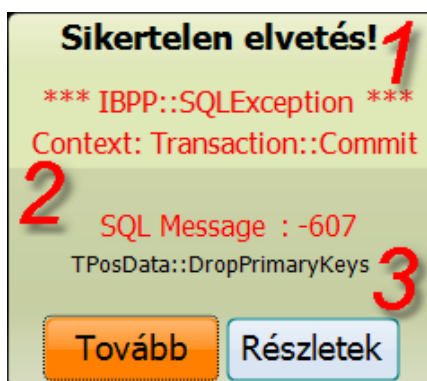 Sikertelen elvetés! 1
*** IBPP::SQLException ***
Context: Transaction::Commit
2
SQL Message : -607
TPosData::DropPrimaryKeys 3
Tovább Részletek